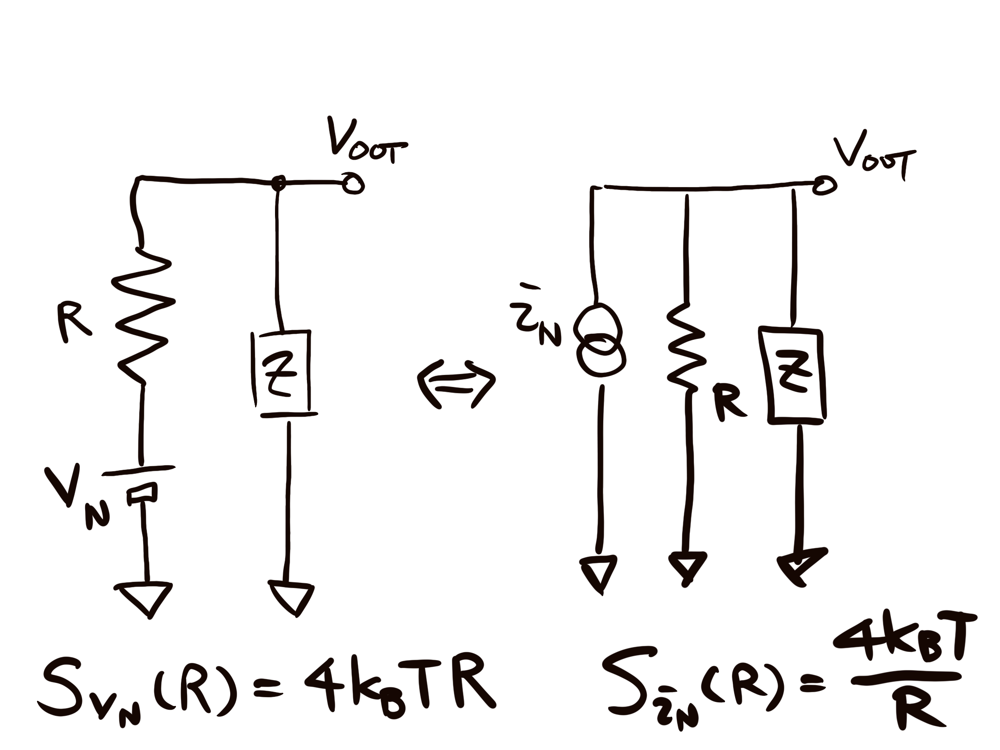 V_OUT
V_OUT
R
Z
i_N
R
Z
V_N
S_{V_N}(R) = 4k_BTR
S_{i_N}(R) = 4k_BT / R